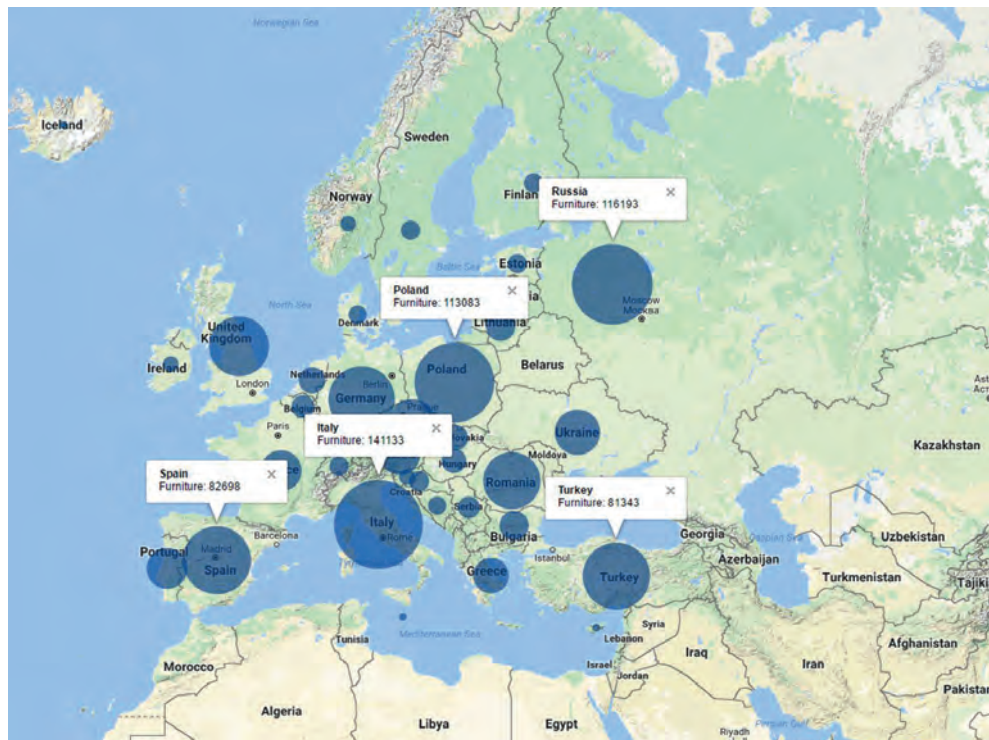 Norwegian Sea
Iceland
Sweden
Norway
Finlan
Russia
Furniture: 116193
Estonia
Baltic Sea
Poland
Furniture: 113083
ia
Moscow
Москва
North Sea
Denmark
Lithuania
United
Kingdom
Ireland
Netherlands
Berlin
Poland
Belarus
London
Germany
Belgium
Prague
Paris
Italy
Furniture: 141133
Slovakia
Ukraine
Kazakhstan
Moldova
Hungary
Spain
Furniture: 82698
ce
Croatia
Romania
Turkey
Furniture: 81343
Serbia
Italy
Rome
Bulgaria
Barcelona
Istanbul
Georgia
Caspian Sea
Uzbekistan
Azerbaijan
Portugal
Madrid
Spain
Greece
Turkey
Turkmenistan
Tajiki
Mediterranean Sea
Tunisia
Syria
Lebanon
Afghanistan
Morocco
Israel
Iraq
Iran
Jordan
Pakistan
Algeria
Libya
Egypt
Persian Gulf
Riyadh